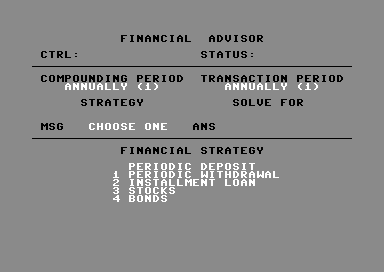 FINANCIAL ADVISOR
CTRL: STATUS:
COMPOUNDING PERIOD TRANSACTION PERIOD
ANNUALLY (1) ANNUALLY (1)
STRATEGY SOLVE FOR
MSG CHOOSE ONE ANS
FINANCIAL STRATEGY
PERIODIC DEPOSIT
1 PERIODIC WITHDRAWAL
2 INSTALLMENT LOAN
3 STOCKS
4 BONDS